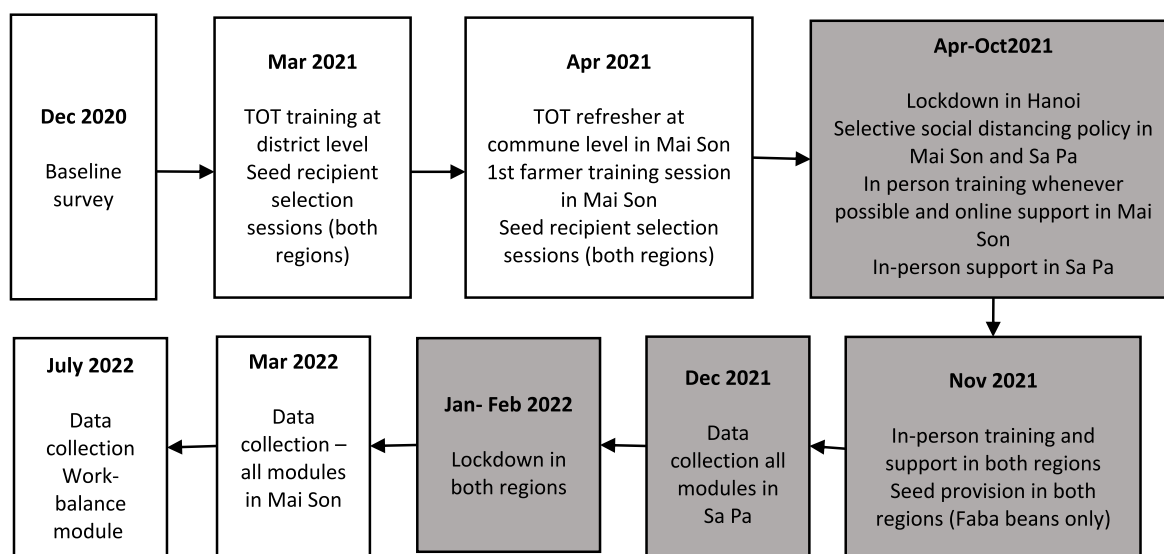 Dec 2020
Baseline
survey
Mar 2021
TOT training at
district level
Seed recipient
selection
sessions (both
regions)
Apr 2021
TOT refresher at
commune level in Mai Son
1st farmer training session
in Mai Son
Seed recipient selection
sessions (both regions)
Apr-Oct2021
Lockdown in Hanoi
Selective social distancing policy in
Mai Son and Sa Pa
In person training whenever
possible and online support in Mai
Son
In-person support in Sa Pa
Nov 2021
In-person training and
support in both regions
Seed provision in both
regions (Faba beans only)
Dec 2021
Data
collection all
modules in
Sa Pa
Jan- Feb 2022
Lockdown in
both regions
Mar 2022
Data
collection –
all modules
in Mai Son
July 2022
Data
collection
Work-
balance
module